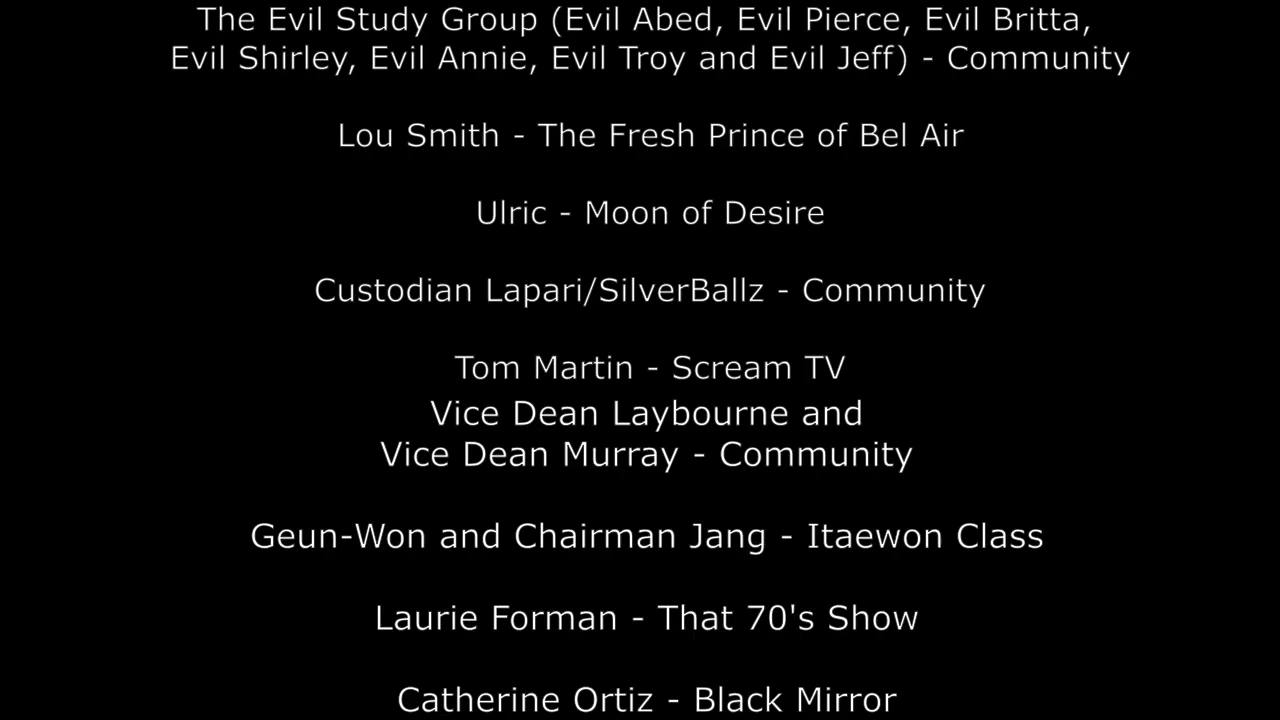 The Evil Study Group (Evil Abed, Evil Pierce, Evil Britta,
Evil Shirley, Evil Annie, Evil Troy and Evil Jeff) - Community
Lou Smith - The Fresh Prince of Bel Air
Ulric - Moon of Desire
Custodian Lapari/SilverBallz - Community
Tom Martin - Scream TV
Vice Dean Laybourne and
Vice Dean Murray - Community
Geun-Won and Chairman Jang - Itaewon Class
Laurie Forman - That 70's Show
Catherine Ortiz - Black Mirror